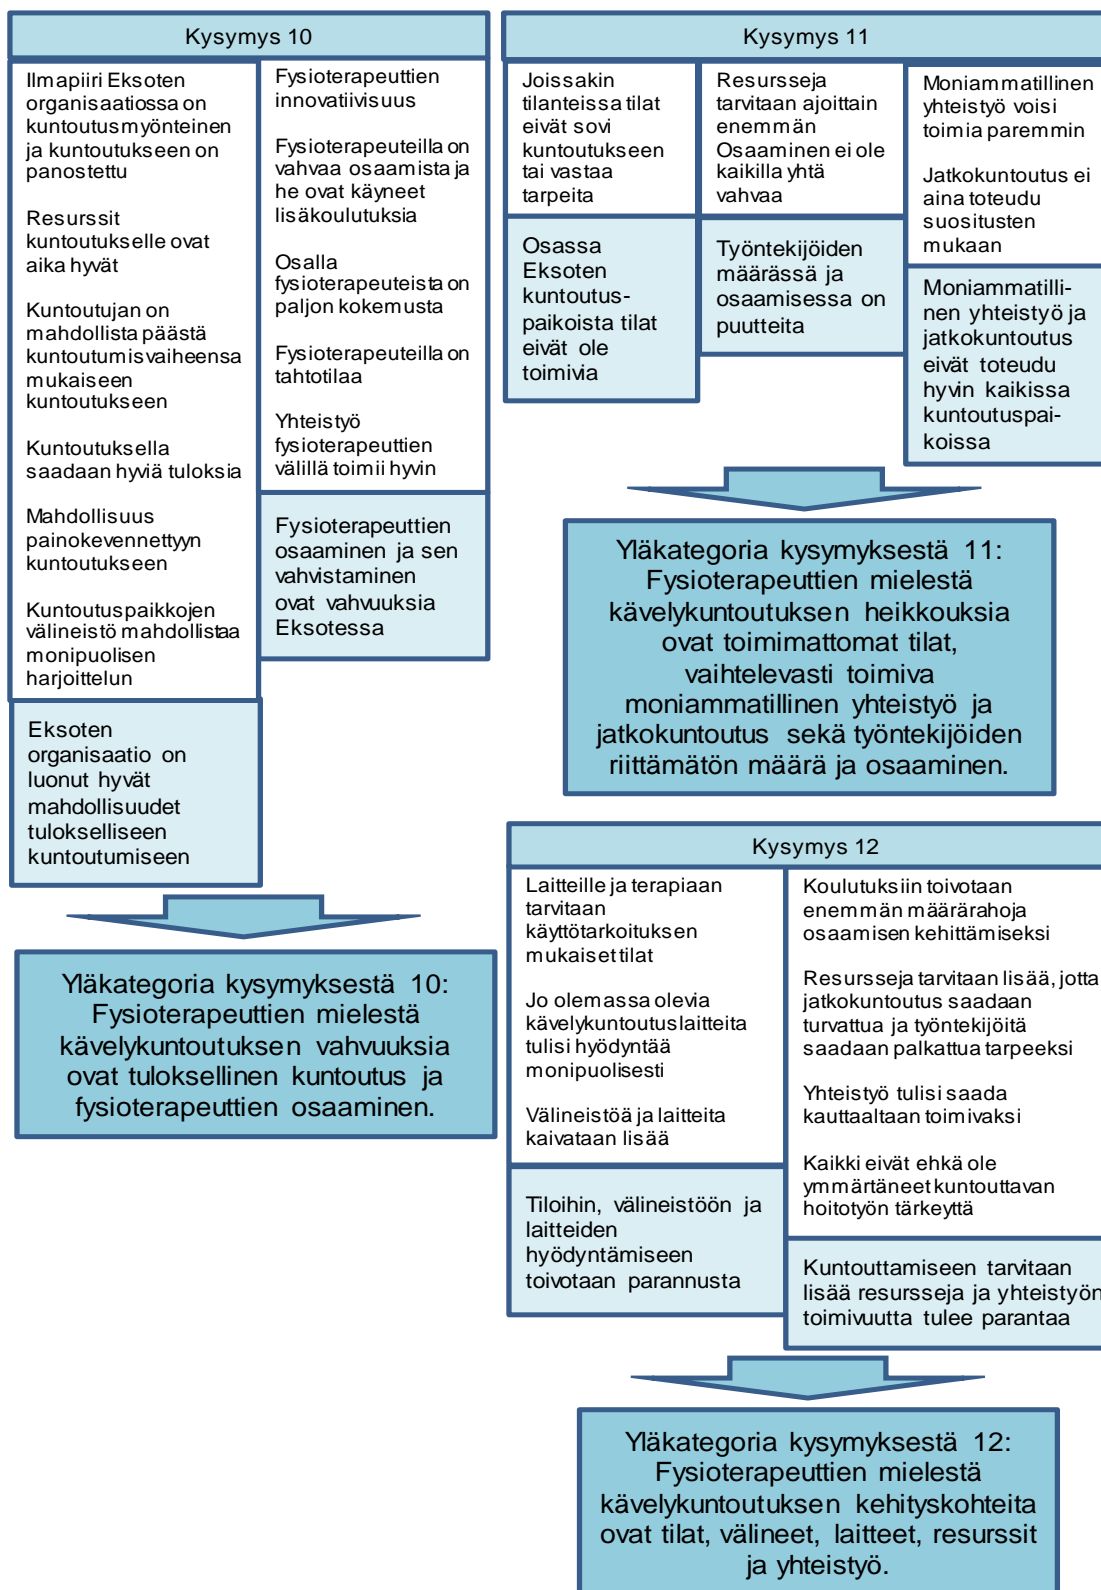 Kysymys 10
Ilmapiiri Eksoten
organisaatiossa on
kuntoutusmyönteinen
ja kuntoutukseen on
panostettu
Resurssit
kuntoutukselle ovat
aika hyvät
Kuntoutujan on
mahdollista päästä
kuntoutumisvaiheensa
mukaiseen
kuntoutukseen
Kuntoutuksella
saadaan hyviä tuloksia
Mahdollisuus
painokevennettyyn
kuntoutukseen
Kuntoutuspaikkojen
välineistö mahdollistaa
monipuolisen
harjoittelun
Eksoten
organisaatio on
luonut hyvät
mahdollisuudet
tulokselliseen
kuntoutumiseen
Fysioterapeuttien
innovatiivisuus
Fysioterapeuteilla on
vahvaa osaamista ja
he ovat käyneet
lisäkoulutuksia
Osalla
fysioterapeuteista on
paljon kokemusta
Fysioterapeuteilla on
tahtotilaa
Yhteistyö
fysioterapeuttien
välillä toimii hyvin
Fysioterapeuttien
osaaminen ja sen
vahvistaminen
ovat vahvuuksia
Eksotessa
Yläkategoria kysymyksestä 10:
Fysioterapeuttien mielestä
kävelykuntoutuksen vahvuuksia
ovat tuloksellinen kuntoutus ja
fysioterapeuttien osaaminen.
Kysymys 11
Joissakin
tilanteissa tilat
eivät sovi
kuntoutukseen
tai vastaa
tarpeita
Osassa
Eksoten
kuntoutus-
paikoista tilat
eivät ole
toimivia
Resursseja
tarvitaan ajoittain
enemmän
Osaaminen ei ole
kaikilla yhtä
vahvaa
Työntekijöiden
määrässä ja
osaamisessa on
puutteita
Moniammatillinen
yhteistyö voisi
toimia paremmin
Jatkokuntoutus ei
aina toteudu
suositusten
mukaan
Moniammatilli-
nen yhteistyö ja
jatkokuntoutus
eivät toteudu
hyvin kaikissa
kuntoutuspai-
koissa
Yläkategoria kysymyksestä 11:
Fysioterapeuttien mielestä
kävelykuntoutuksen heikkouksia
ovat toimimattomat tilat,
vaihtelevasti toimiva
moniammatillinen yhteistyö ja
jatkokuntoutus sekä työntekijöiden
riittämätön määrä ja osaaminen.
Kysymys 12
Laitteille ja terapiaan
tarvitaan
käyttötarkoituksen
mukaiset tilat
Jo olemassa olevia
kävelykuntoutuslaitteita
tulisi hyödyntää
monipuolisesti
Välineistöä ja laitteita
kaivataan lisää
Tiloihin, välineistöön ja
laitteiden
hyödyntämiseen
toivotaan parannusta
Koulutuksiin toivotaan
enemmän määrärahoja
osaamisen kehittämiseksi
Resursseja tarvitaan lisää, jotta
jatkokuntoutus saadaan
turvattua ja työntekijöitä
saadaan palkattua tarpeeksi
Yhteistyö tulisi saada
kauttaaltaan toimivaksi
Kaikki eivät ehkä ole
ymmärtäneet kuntouttavan
hoitotyön tärkeyttä
Kuntouttamiseen tarvitaan
lisää resursseja ja yhteistyön
toimivuutta tulee parantaa
Yläkategoria kysymyksestä 12:
Fysioterapeuttien mielestä
kävelykuntoutuksen kehityskohteita
ovat tilat, välineet, laitteet, resurssit
ja yhteistyö.